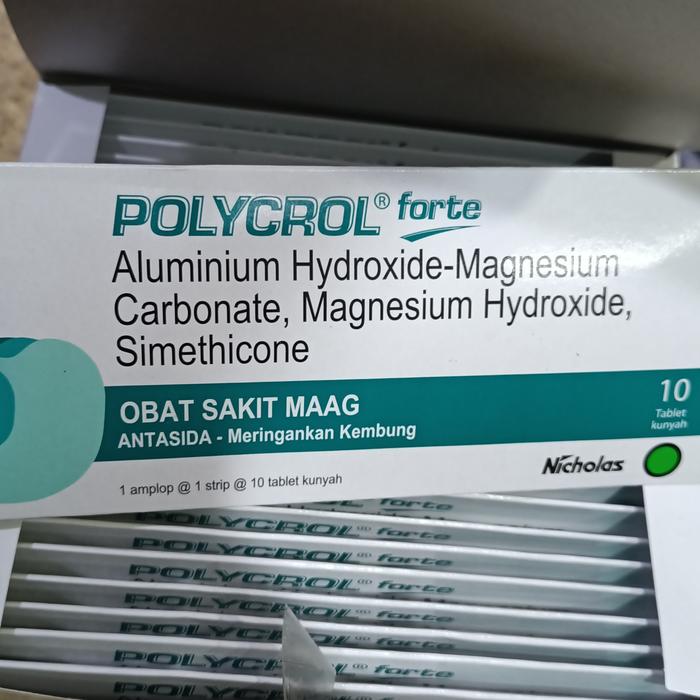 POLYCROL® forte
Aluminium Hydroxide-Magnesium
Carbonate, Magnesium Hydroxide,
Simethicone
OBAT SAKIT MAAG
ANTASIDA - Meringankan Kembung
10
Tablet
kunyah
Nicholas
1 amplop @ 1 strip @ 10 tablet kunyah
forte
POLYCROL® forte
POLYCROL® forte
POLYCROL® forte
POLYCROL® forte
POLYCROL® forte
POLYCROL forte
POLYC